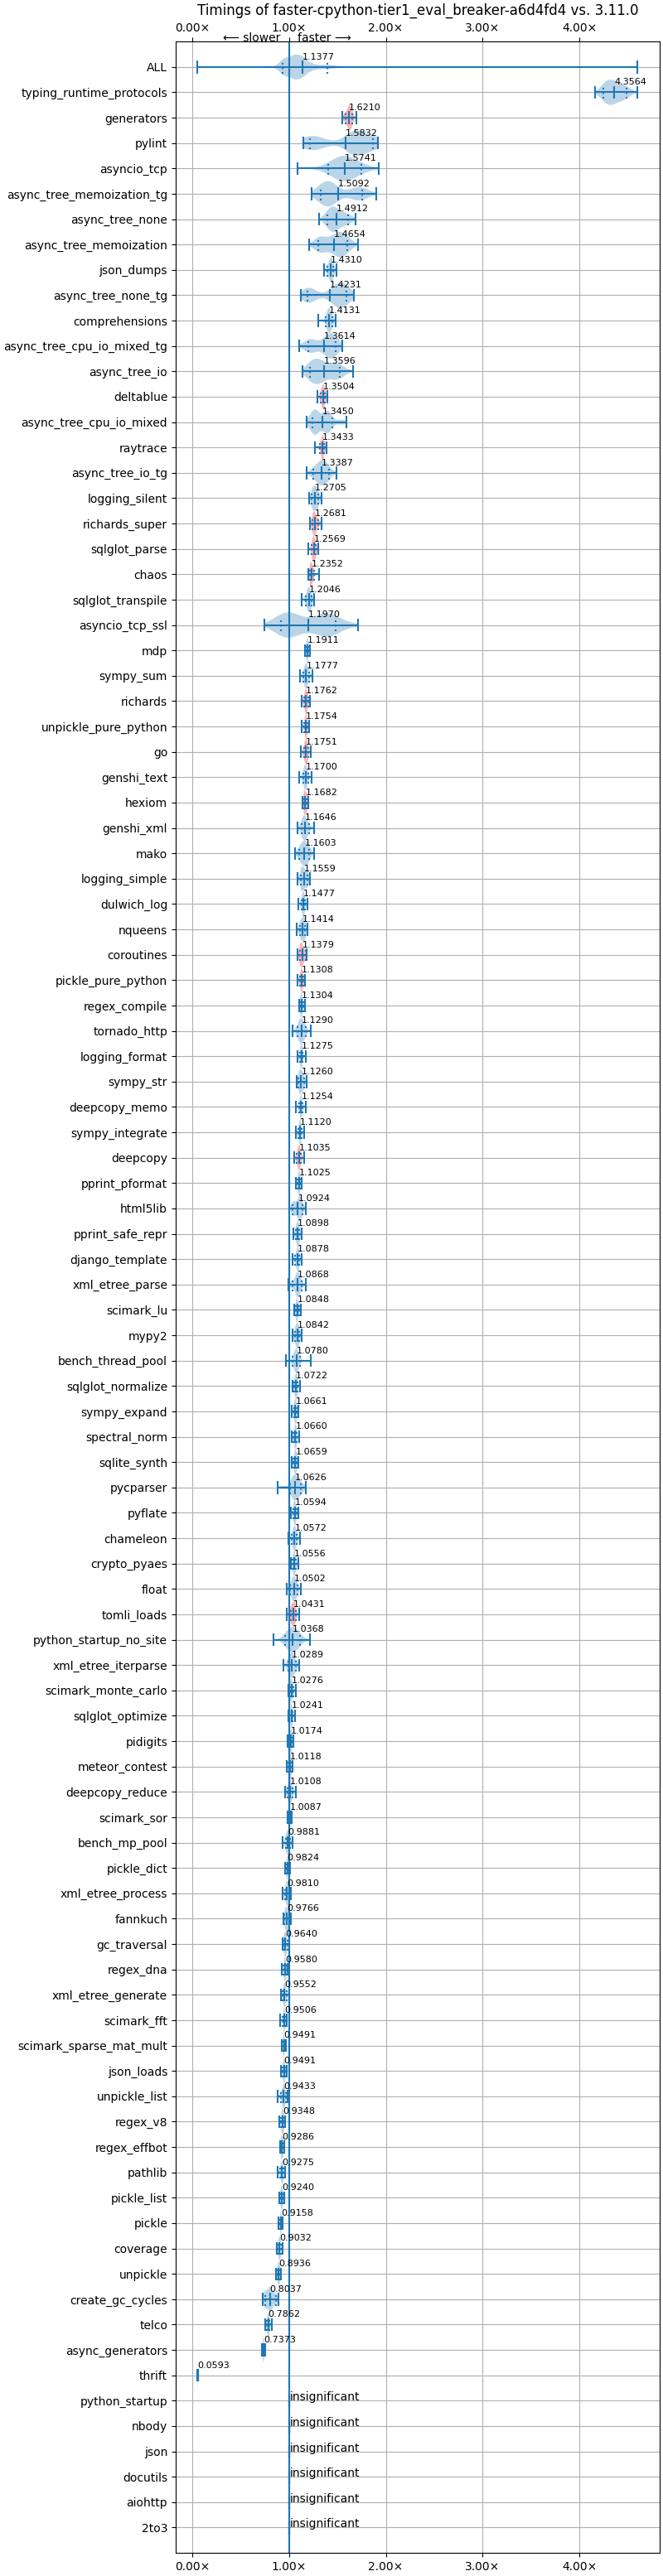 Timings of faster-cpython-tier1_eval_breaker-a6d4fd4 vs. 3.11.0
0.00× 1.00× 2.00× 3.00× 4.00×
⟵ slower faster ⟶
ALL 1.1377
typing_runtime_protocols 4.3564
generators 1.6210
pylint 1.5832
asyncio_tcp 1.5741
async_tree_memoization_tg 1.5092
async_tree_none 1.4912
async_tree_memoization 1.4654
json_dumps 1.4310
async_tree_none_tg 1.4231
comprehensions 1.4131
async_tree_cpu_io_mixed_tg 1.3614
async_tree_io 1.3596
deltablue 1.3504
async_tree_cpu_io_mixed 1.3450
raytrace 1.3433
async_tree_io_tg 1.3387
logging_silent 1.2705
richards_super 1.2681
sqlglot_parse 1.2569
chaos 1.2352
sqlglot_transpile 1.2046
asyncio_tcp_ssl 1.1970
mdp 1.1911
sympy_sum 1.1777
richards 1.1762
unpickle_pure_python 1.1754
go 1.1751
genshi_text 1.1700
hexiom 1.1682
genshi_xml 1.1646
mako 1.1603
logging_simple 1.1559
dulwich_log 1.1477
nqueens 1.1414
coroutines 1.1379
pickle_pure_python 1.1308
regex_compile 1.1304
tornado_http 1.1290
logging_format 1.1275
sympy_str 1.1260
deepcopy_memo 1.1254
sympy_integrate 1.1120
deepcopy 1.1035
pprint_pformat 1.1025
html5lib 1.0924
pprint_safe_repr 1.0898
django_template 1.0878
xml_etree_parse 1.0868
scimark_lu 1.0848
mypy2 1.0842
bench_thread_pool 1.0780
sqlglot_normalize 1.0722
sympy_expand 1.0661
spectral_norm 1.0660
sqlite_synth 1.0659
pycparser 1.0626
pyflate 1.0594
chameleon 1.0572
crypto_pyaes 1.0556
float 1.0502
tomli_loads 1.0431
python_startup_no_site 1.0368
xml_etree_iterparse 1.0289
scimark_monte_carlo 1.0276
sqlglot_optimize 1.0241
pidigits 1.0174
meteor_contest 1.0118
deepcopy_reduce 1.0108
scimark_sor 1.0087
bench_mp_pool 0.9881
pickle_dict 0.9824
xml_etree_process 0.9810
fannkuch 0.9766
gc_traversal 0.9640
regex_dna 0.9580
xml_etree_generate 0.9552
scimark_fft 0.9506
scimark_sparse_mat_mult 0.9491
json_loads 0.9491
unpickle_list 0.9433
regex_v8 0.9348
regex_effbot 0.9286
pathlib 0.9275
pickle_list 0.9240
pickle 0.9158
coverage 0.9032
unpickle 0.8936
create_gc_cycles 0.8037
telco 0.7862
async_generators 0.7373
thrift 0.0593
python_startup insignificant
nbody insignificant
json insignificant
docutils insignificant
aiohttp insignificant
2to3 insignificant
0.00× 1.00× 2.00× 3.00× 4.00×